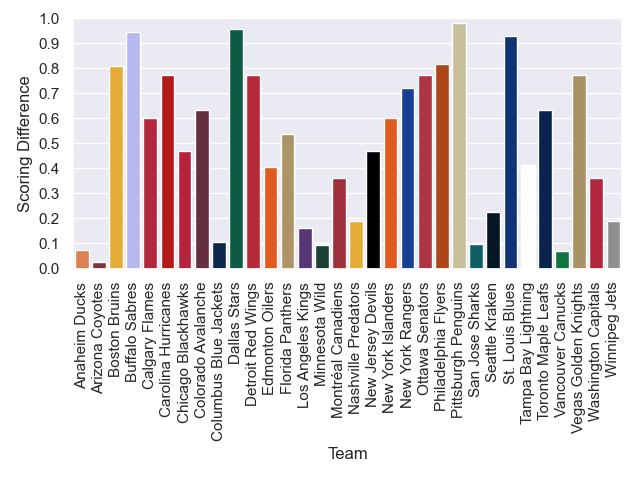 1.0
0.9
0.8
0.7
0.6
0.5
0.4
0.3
0.2
0.1
0.0
Scoring Difference
Anaheim Ducks
Arizona Coyotes
Boston Bruins
Buffalo Sabres
Calgary Flames
Carolina Hurricanes
Chicago Blackhawks
Colorado Avalanche
Columbus Blue Jackets
Dallas Stars
Detroit Red Wings
Edmonton Oilers
Florida Panthers
Los Angeles Kings
Minnesota Wild
Montréal Canadiens
Nashville Predators
New Jersey Devils
New York Islanders
New York Rangers
Ottawa Senators
Philadelphia Flyers
Pittsburgh Penguins
San Jose Sharks
Seattle Kraken
St. Louis Blues
Tampa Bay Lightning
Toronto Maple Leafs
Vancouver Canucks
Vegas Golden Knights
Washington Capitals
Winnipeg Jets
Team